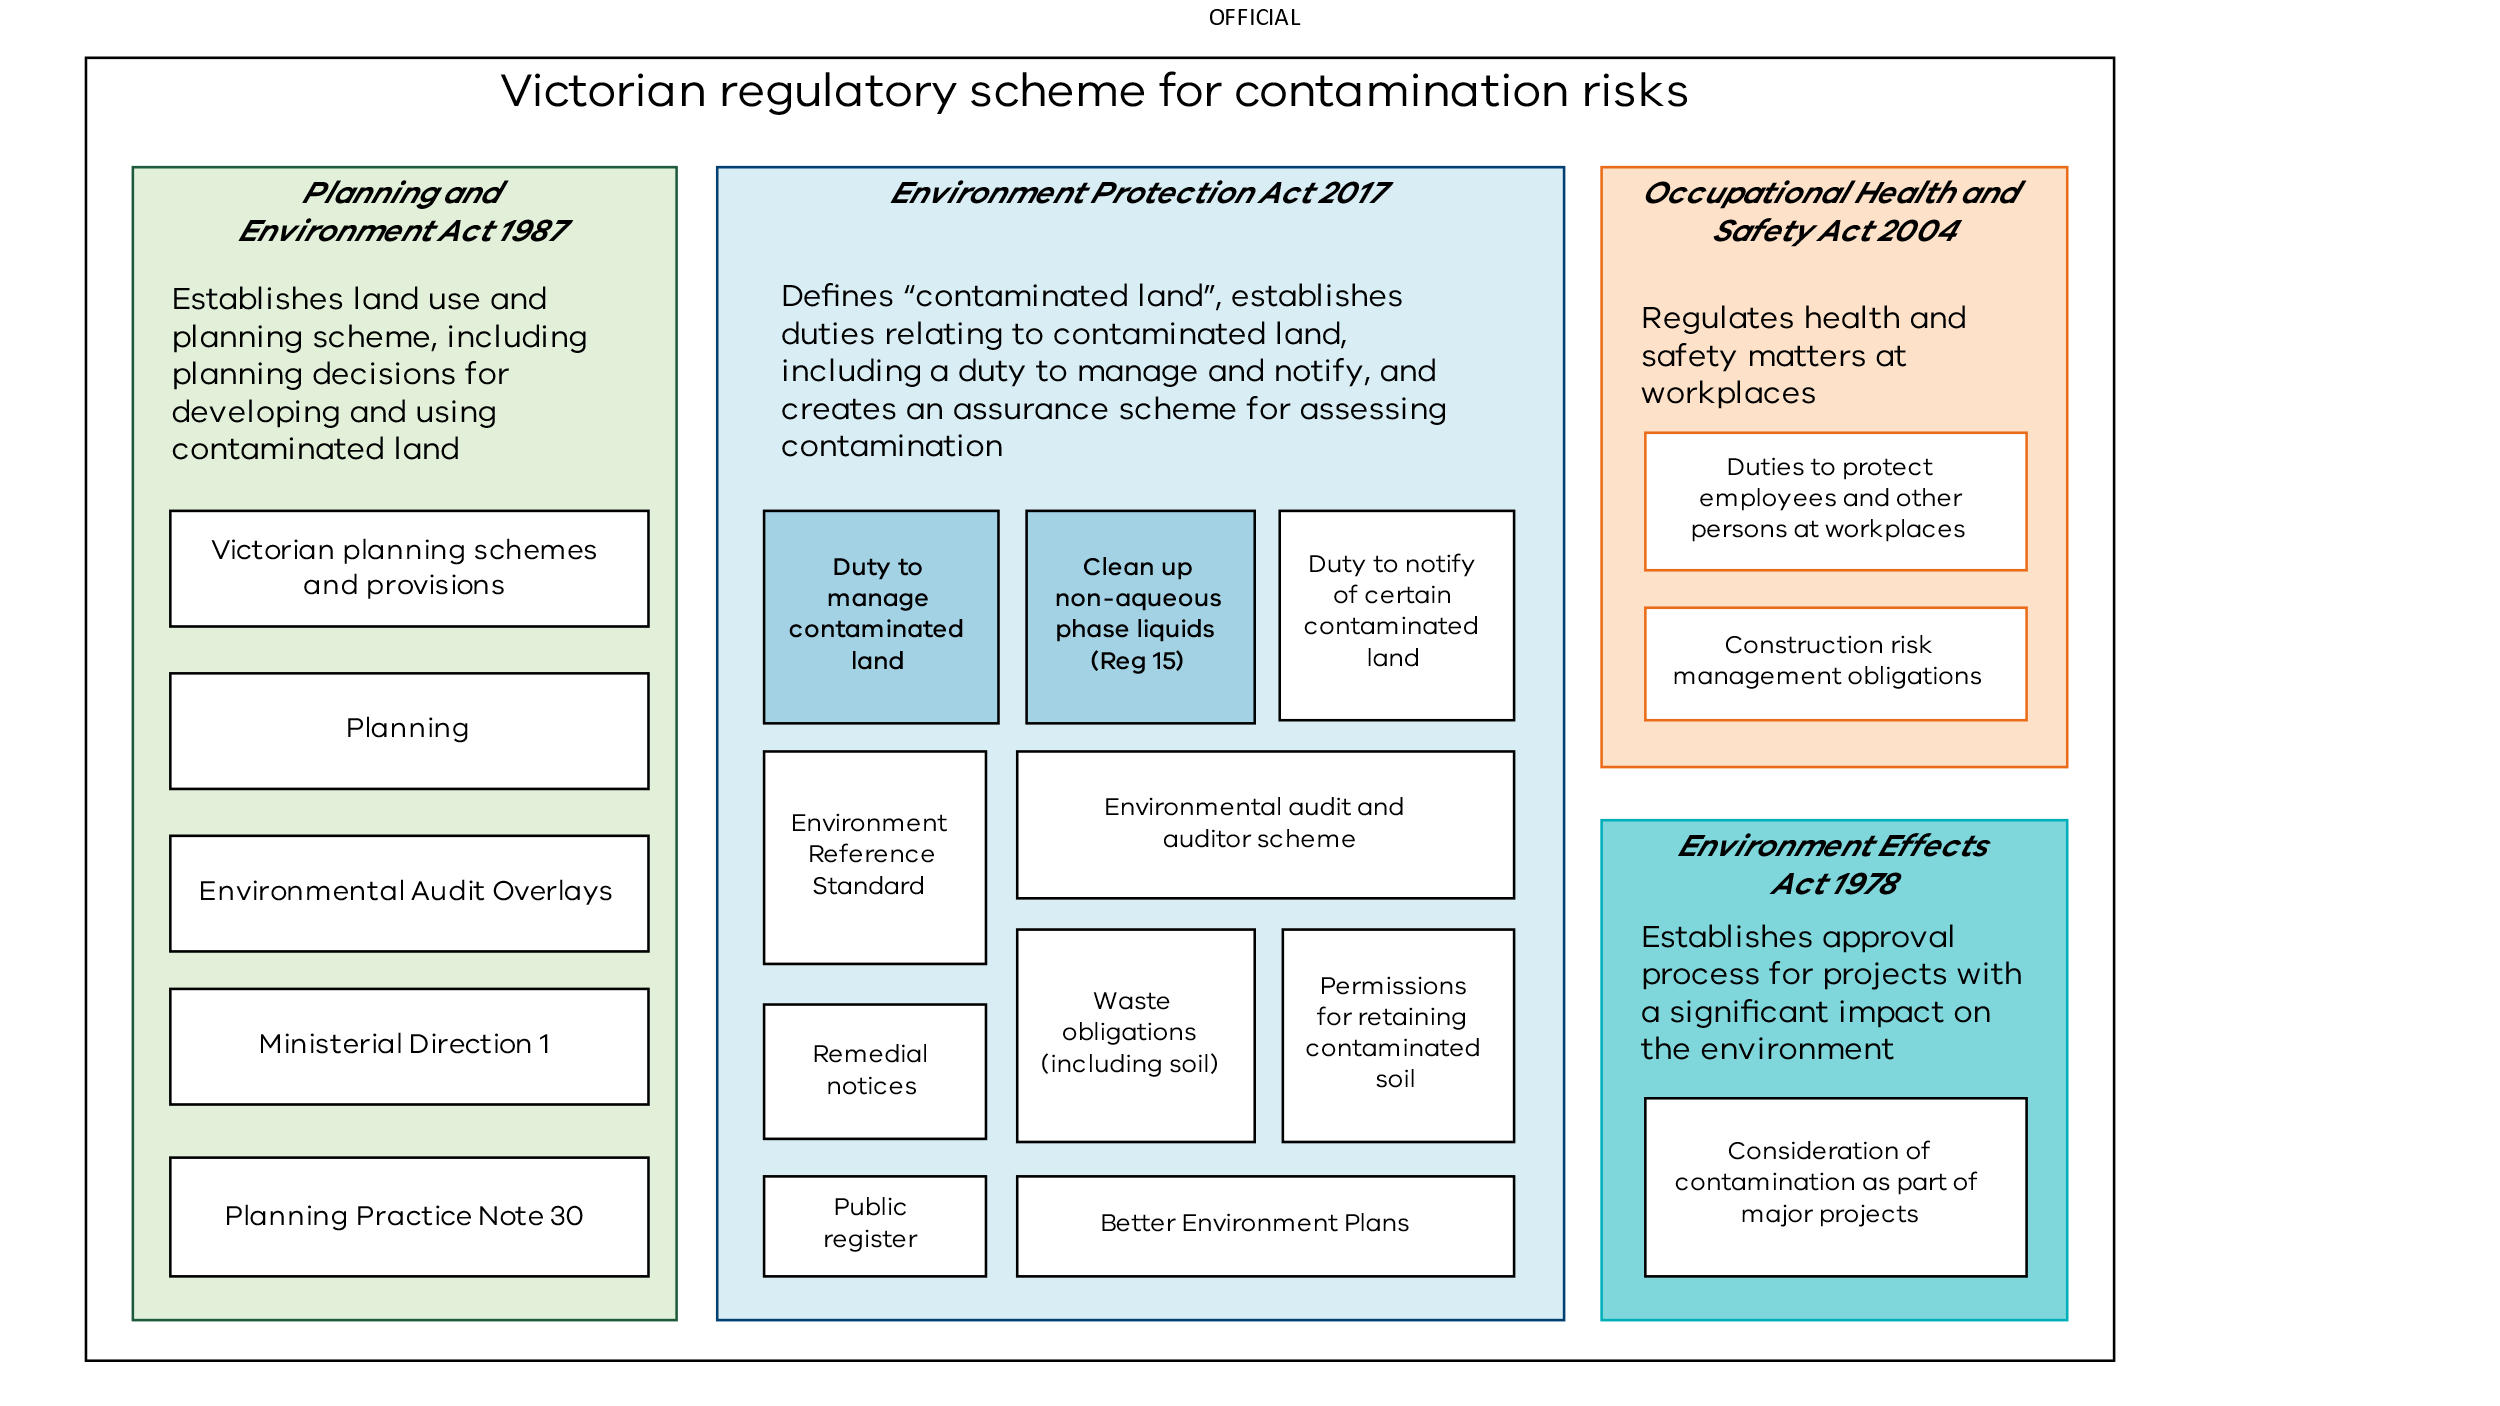 OFFICIAL
Victorian regulatory scheme for contamination risks
Planning and
Environment Act 1987
Establishes land use and
planning scheme, including
planning decisions for
developing and using
contaminated land
Victorian planning schemes
and provisions
Planning
Environmental Audit Overlays
Ministerial Direction 1
Planning Practice Note 30
Environment Protection Act 2017
Defines “contaminated land”, establishes
duties relating to contaminated land,
including a duty to manage and notify, and
creates an assurance scheme for assessing
contamination
Duty to
manage
contaminated
land
Clean up
non-aqueous
phase liquids
(Reg 15)
Duty to notify
of certain
contaminated
land
Environment
Reference
Standard
Environmental audit and
auditor scheme
Remedial
notices
Waste
obligations
(including soil)
Permissions
for retaining
contaminated
soil
Public
register
Better Environment Plans
Occupational Health and
Safety Act 2004
Regulates health and
safety matters at
workplaces
Duties to protect
employees and other
persons at workplaces
Construction risk
management obligations
Environment Effects
Act 1978
Establishes approval
process for projects with
a significant impact on
the environment
Consideration of
contamination as part of
major projects